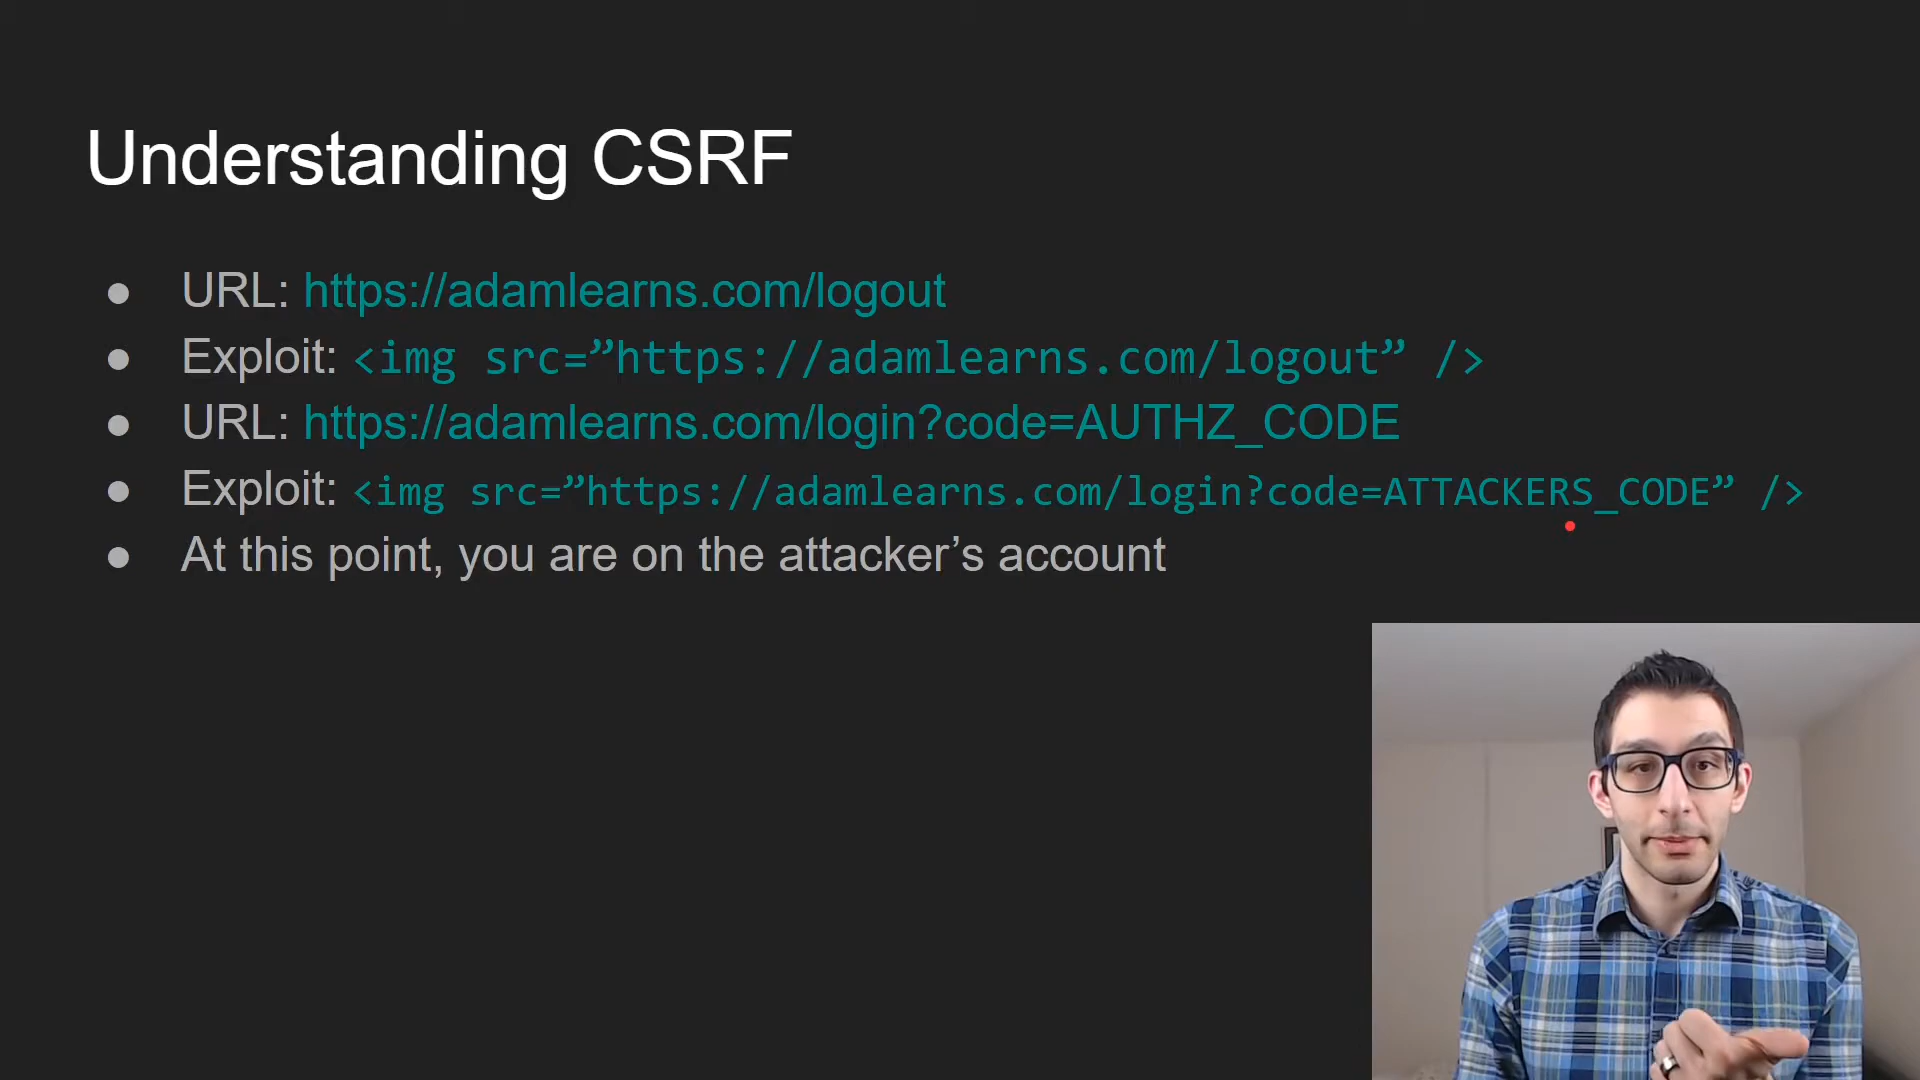 Understanding CSRF
● URL: https://adamlearns.com/logout
● Exploit: <img src=”https://adamlearns.com/logout” />
● URL: https://adamlearns.com/login?code=AUTHZ_CODE
● Exploit: <img src=”https://adamlearns.com/login?code=ATTACKERS_CODE” />
● At this point, you are on the attacker’s account